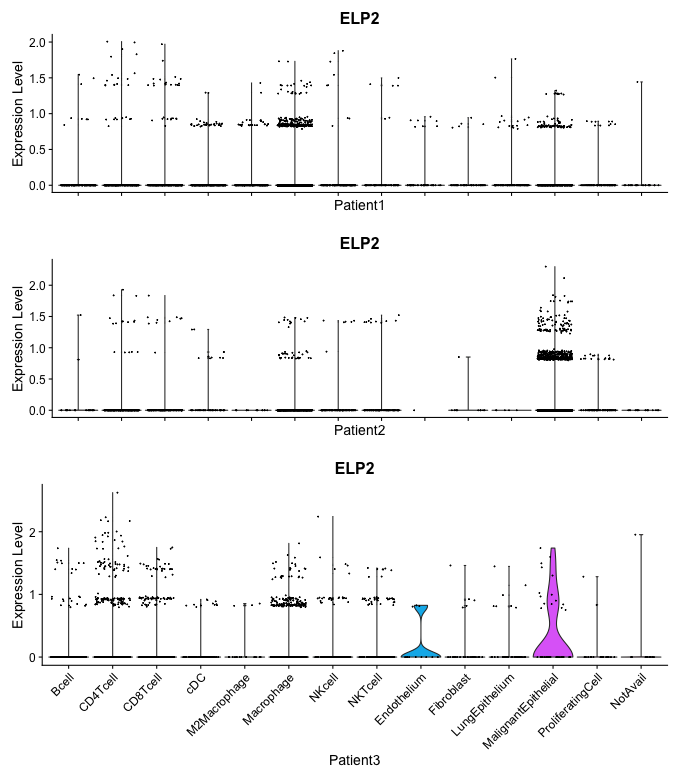 ELP2
Expression Level
2.0
1.5
1.0
0.5
0.0
Patient1
ELP2
Expression Level
2.0
1.5
1.0
0.5
0.0
Patient2
ELP2
Expression Level
2
1
0
Bcell
CD4Tcell
CD8Tcell
cDC
M2Macrophage
Macrophage
NKcell
NKTcell
Endothelium
Fibroblast
LungEpithelium
MalignantEpithelial
ProliferatingCell
NotAvail
Patient3